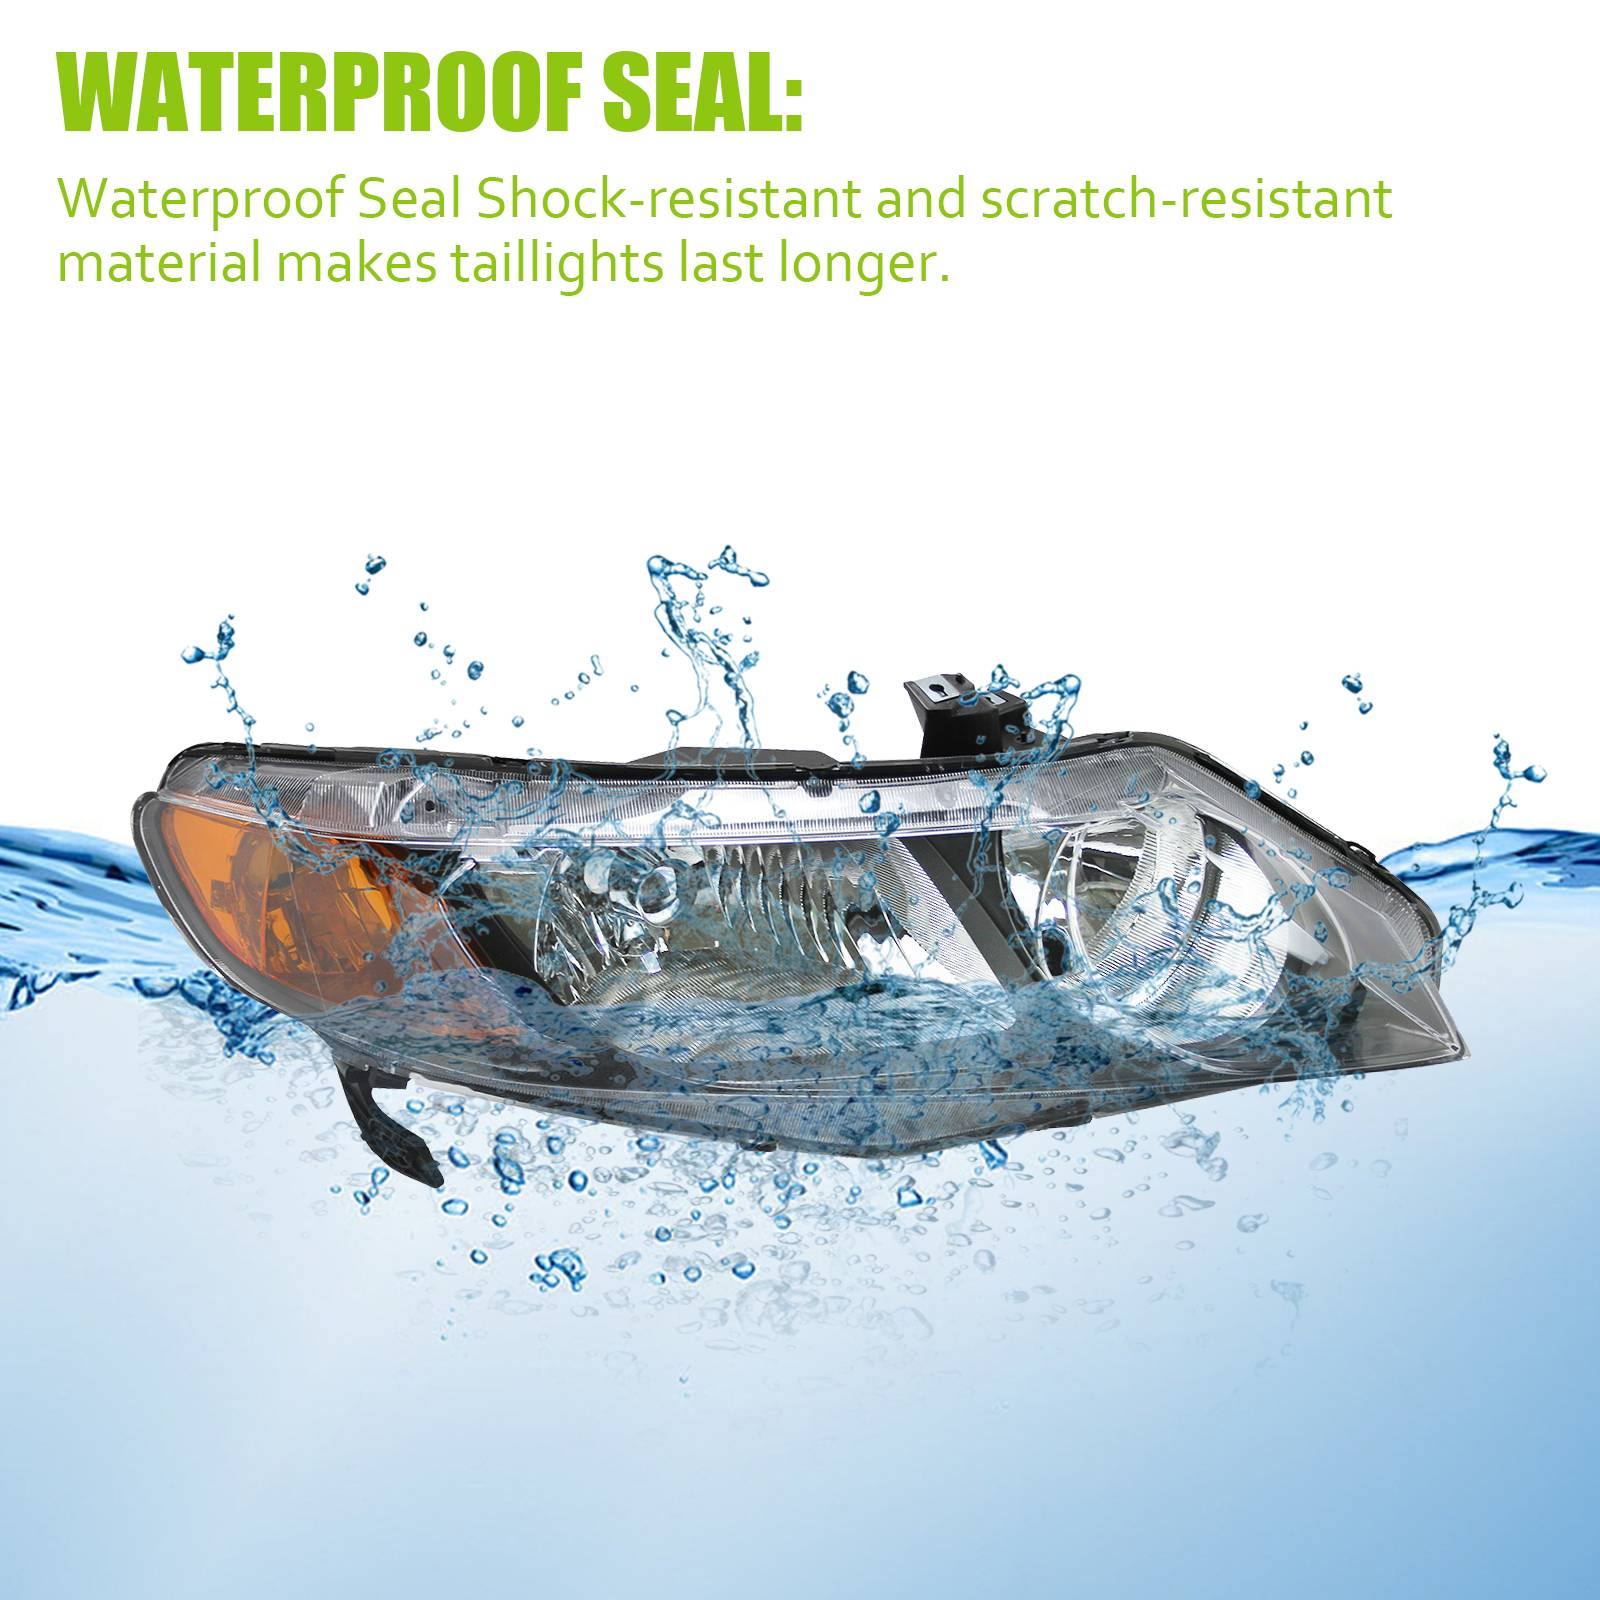 WATERPROOF SEAL:
Waterproof Seal Shock-resistant and scratch-resistant
material makes taillights last longer.